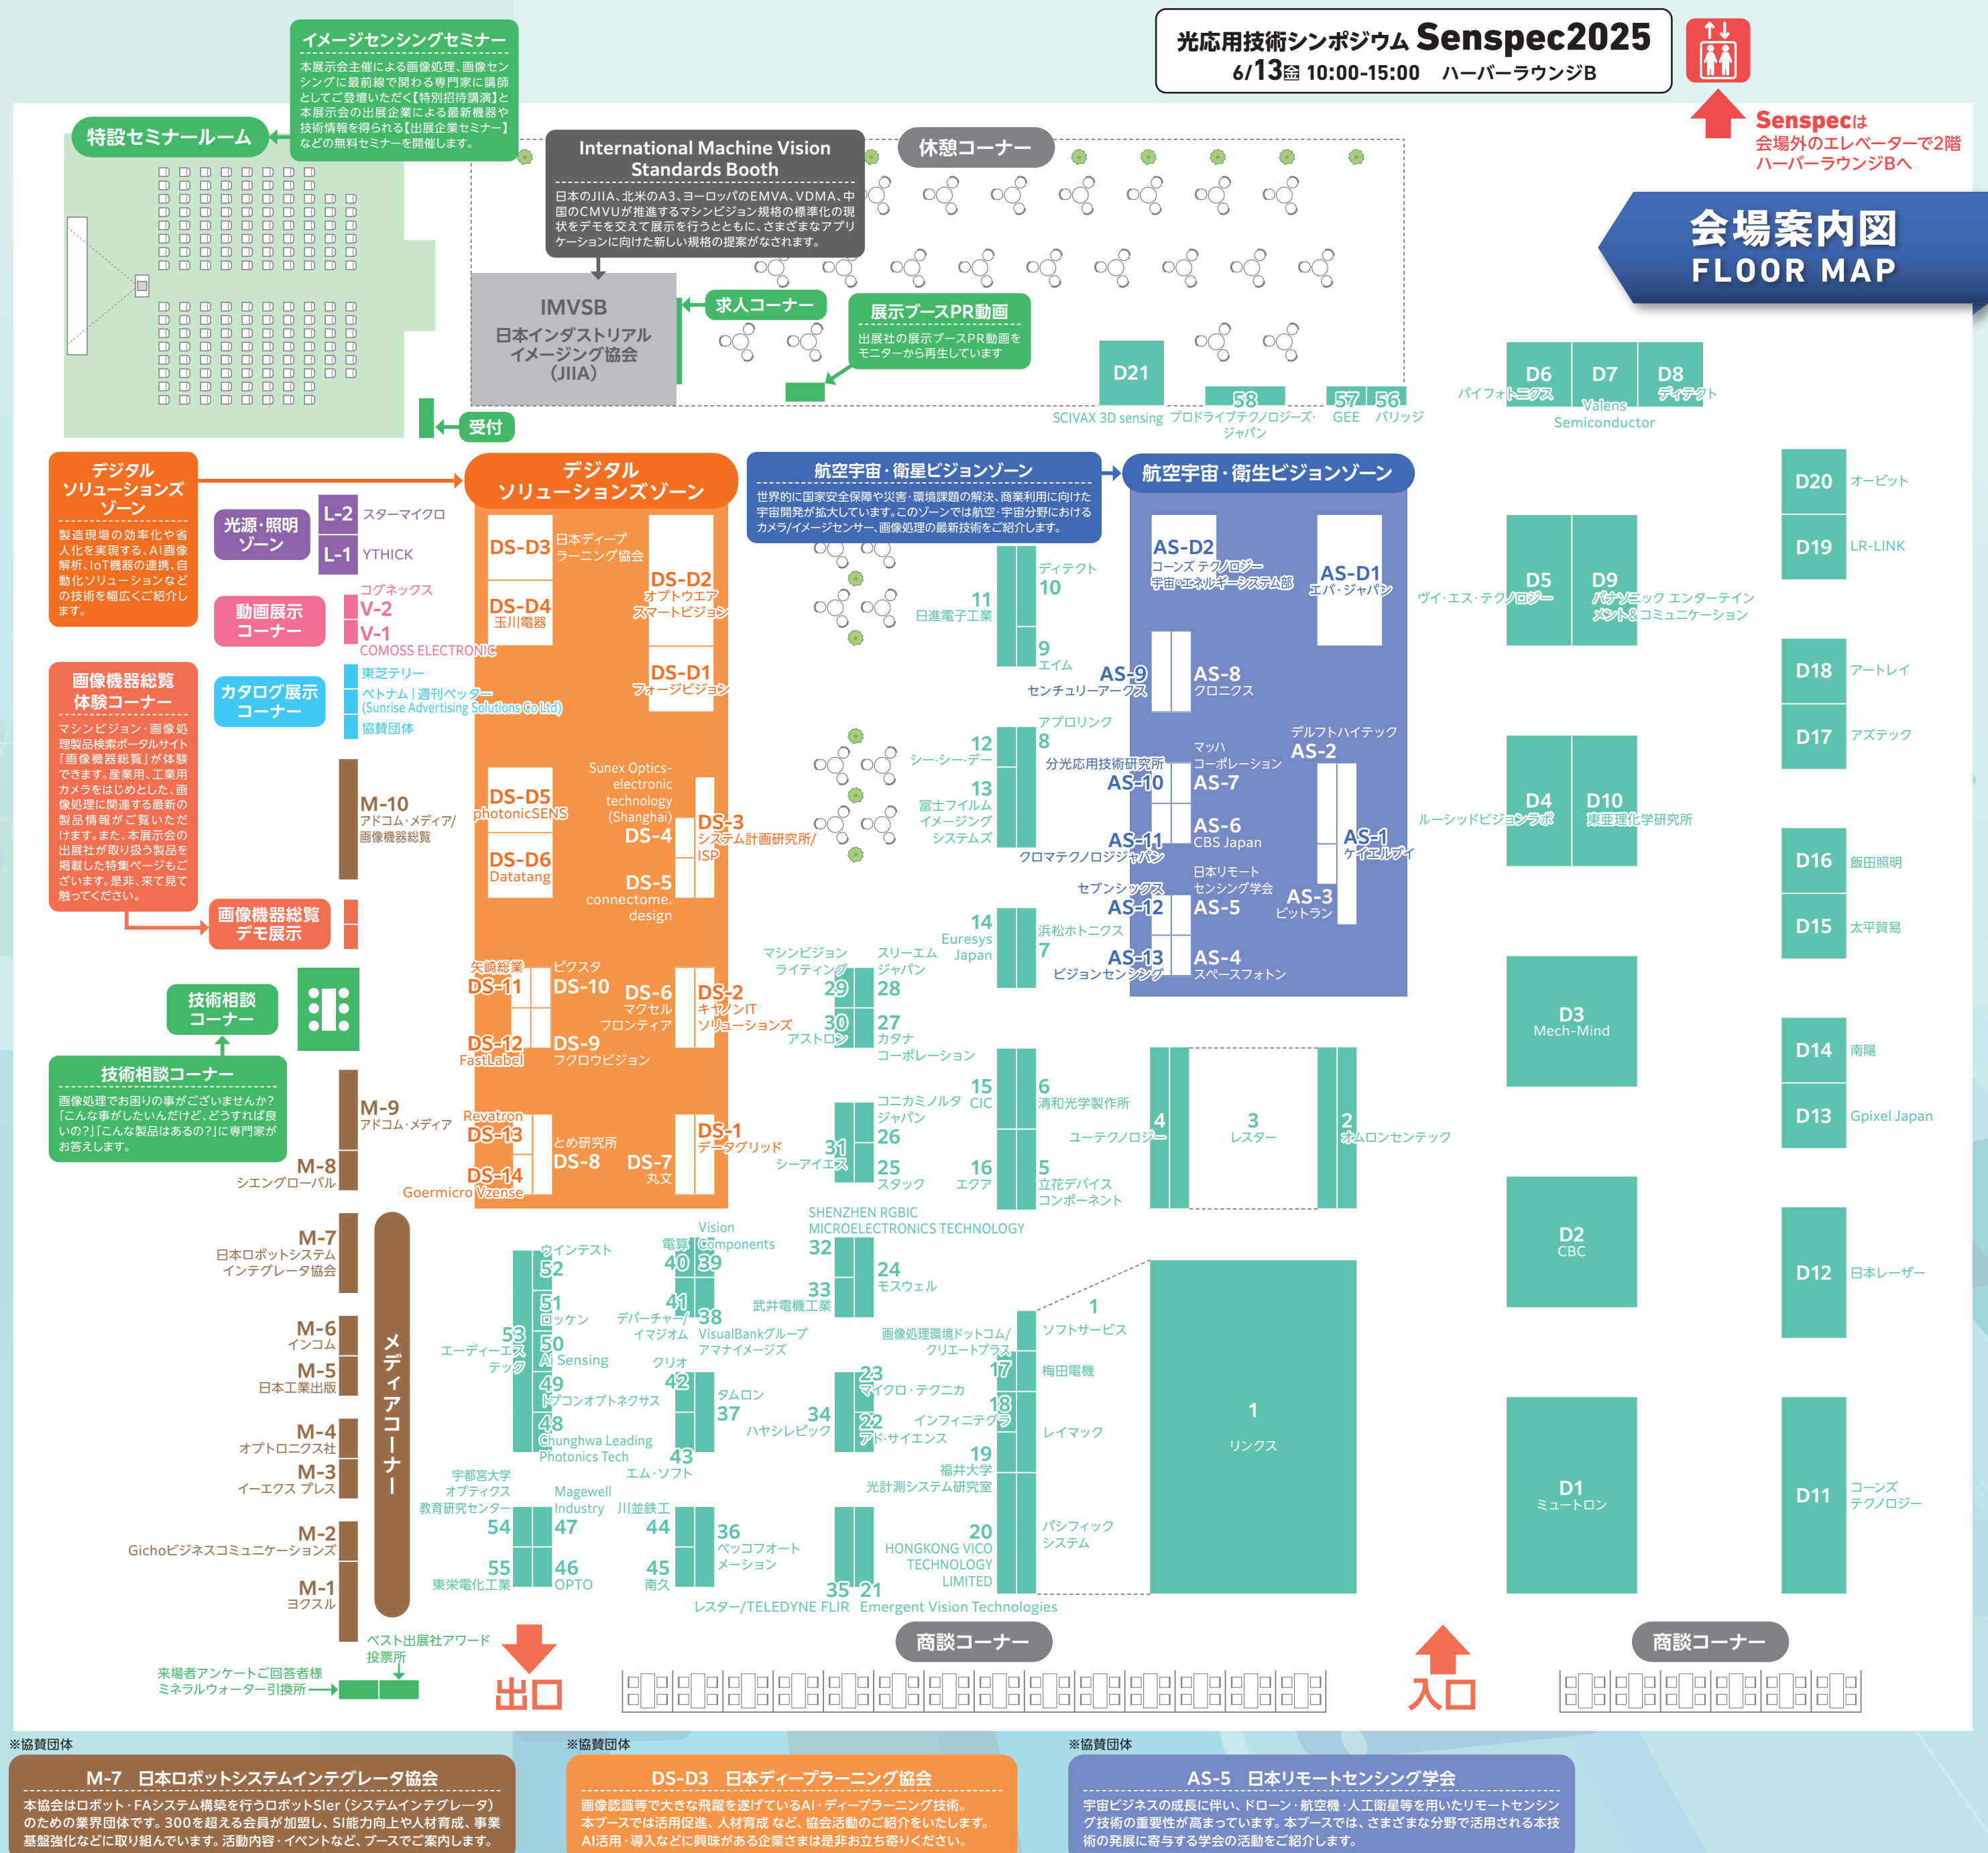 光応用技術シンポジウム Senspec2025
6/13金 10:00-15:00 ハーバーラウンジB
Senspecは
会場外のエレベーターで2階
ハーバーラウンジBへ
会場案内図
FLOOR MAP
イメージセンシングセミナー
本展示会主催による画像処理、画像セン
シングに最前線で関わる専門家に講師
としてご登壇いただく【特別招待講演】と
本展示会の出展企業による最新機器や
技術情報を得られる【出展企業セミナー】
などの無料セミナーを開催します。
特設セミナールーム
International Machine Vision
Standards Booth
日本のJIIA、北米のA3、ヨーロッパのEMVA、VDMA、中
国のCMVUが推進するマシンビジョン規格の標準化の現
状をデモを交えて展示を行うとともに、さまざまなアプリ
ケーションに向けた新しい規格の提案がなされます。
休憩コーナー
IMVSB
日本インダストリアル
イメージング協会
（JIIA）
求人コーナー
展示ブースPR動画
出展社の展示ブースPR動画を
モニターから再生しています
受付
D21
SCIVAX 3D sensing
58
プロドライブテクノロジーズ・
ジャパン
57
GEE
56
バリッジ
D6
パイフォトニクス
D7
Valens
Semiconductor
D8
ディテクト
デジタル
ソリューションズ
ゾーン
製造現場の効率化や省
人化を実現する、AI画像
解析、IoT機器の連携、自
動化ソリューションなど
の技術を幅広くご紹介し
ます。
光源・照明
ゾーン
L-2 スターマイクロ
L-1 YTHICK
動画展示
コーナー
コグネックス
V-2
V-1
COMOSS ELECTRONIC
カタログ展示
コーナー
東芝テリー
ベトナム｜週刊ベッター
(Sunrise Advertising Solutions Co Ltd)
協賛団体
画像機器総覧
体験コーナー
マシンビジョン・画像処
理製品検索ポータルサイト
「画像機器総覧」が体験
できます。産業用、工業用
カメラをはじめとした、画
像処理に関連する最新の
製品情報がご覧いただ
けます。また、本展示会の
出展社が取り扱う製品を
掲載した特集ページもご
ざいます。是非、来て見て
触ってください。
画像機器総覧
デモ展示
M-10
アドコム・メディア/
画像機器総覧
技術相談
コーナー
技術相談コーナー
画像処理でお困りの事がございませんか？
「こんな事がしたいんだけど、どうすれば良
いの？」「こんな製品はあるの？」に専門家が
お答えします。
M-9
アドコム・メディア
M-8
シエングローバル
M-7
日本ロボットシステム
インテグレータ協会
M-6
インコム
M-5
日本工業出版
M-4
オプトロニクス社
M-3
イーエクス プレス
M-2
Gichoビジネスコミュニケーションズ
M-1
ヨクスル
メディアコーナー
ベスト出展社アワード
投票所
来場者アンケートご回答者様
ミネラルウォーター引換所
デジタル
ソリューションズゾーン
DS-D3
日本ディープ
ラーニング協会
DS-D4
玉川電器
DS-D2
オプトウエア
スマートビジョン
DS-D1
フォージビジョン
DS-D5
photonicSENS
DS-D6
Datatang
Sunex Optics-
electronic
technology
(Shanghai)
DS-4
DS-3
システム計画研究所/
ISP
DS-5
connectome.
design
矢崎総業
DS-11
ピクスタ
DS-10
DS-12
FastLabel
DS-9
フクロウビジョン
DS-6
マクセル
フロンティア
DS-2
キヤノンIT
ソリューションズ
Revatron
DS-13
DS-14
Goermicro Vzense
とめ研究所
DS-8
DS-7
丸文
DS-1
データグリッド
航空宇宙・衛星ビジョンゾーン
世界的に国家安全保障や災害・環境課題の解決、商業利用に向けた
宇宙開発が拡大しています。このゾーンでは航空・宇宙分野における
カメラ/イメージセンサー、画像処理の最新技術をご紹介します。
航空宇宙・衛生ビジョンゾーン
AS-D2
コーンズ テクノロジー
宇宙・エネルギーシステム部
AS-D1
エバ・ジャパン
AS-9
センチュリーアークス
AS-8
クロニクス
分光応用技術研究所
AS-10
マッハ
コーポレーション
AS-7
デルフトハイテック
AS-2
AS-11
クロマテクノロジジャパン
AS-6
CBS Japan
AS-1
ケイエルブイ
セブンシックス
AS-12
日本リモート
センシング学会
AS-5
AS-3
ビットラン
AS-13
ビジョンセンシング
AS-4
スペースフォトン
11
日進電子工業
ディテクト
10
9
エイム
12
シー・シー・デー
アプロリンク
8
13
富士フイルム
イメージング
システムズ
14
Euresys
Japan
浜松ホトニクス
7
マシンビジョン
ライティング
29
スリーエム
ジャパン
28
30
アストロン
27
カタナ
コーポレーション
15
CIC
6
清和光学製作所
コニカミノルタ
ジャパン
26
31
シーアイエス
25
スタック
16
エクア
5
立花デバイス
コンポーネント
4
ユーテクノロジー
3
レスター
2
オムロンセンテック
SHENZHEN RGBIC
MICROELECTRONICS TECHNOLOGY
32
24
モスウェル
33
武井電機工業
電算
40
Vision
Components
39
41
デパーチャー/
イマジオム
38
VisualBankグループ
アマナイメージズ
ウインテスト
52
51
ロッケン
53
エーディーエス
テック
50
Ai Sensing
49
トプコンオプトネクサス
48
Chunghwa Leading
Photonics Tech
クリオ
42
タムロン
37
43
エム・ソフト
34
ハヤシレピック
23
マイクロ・テクニカ
22
アド・サイエンス
画像処理環境ドットコム/
クリエートプラス
17
18
インフィニテグラ
19
福井大学
光計測システム研究室
20
HONGKONG VICO
TECHNOLOGY
LIMITED
1
ソフトサービス
梅田電機
レイマック
パシフィック
システム
1
リンクス
宇都宮大学
オプティクス
教育研究センター
54
Magewell
Industry
47
55
東栄電化工業
46
OPTO
川並鉄工
44
36
ベッコフオート
メーション
45
南久
35
レスター/TELEDYNE FLIR
21
Emergent Vision Technologies
D20 オービット
D19 LR-LINK
D5
ヴイ・エス・テクノロジー
D9
パナソニック エンターテイン
メント&コミュニケーション
D18 アートレイ
D17 アズテック
D4
ルーシッドビジョンラボ
D10
東亜理化学研究所
D16 飯田照明
D15 太平貿易
D3
Mech-Mind
D14 南陽
D13 Gpixel Japan
D2
CBC
D12 日本レーザー
D1
ミュートロン
D11
コーンズ
テクノロジー
出口
商談コーナー
入口
商談コーナー
※協賛団体
M-7 日本ロボットシステムインテグレータ協会
本協会はロボット・FAシステム構築を行うロボットSIer（システムインテグレータ）
のための業界団体です。300を超える会員が加盟し、SI能力向上や人材育成、事業
基盤強化などに取り組んでいます。活動内容・イベントなど、ブースでご案内します。
※協賛団体
DS-D3 日本ディープラーニング協会
画像認識等で大きな飛躍を遂げているAI・ディープラーニング技術。
本ブースでは活用促進、人材育成 など、協会活動のご紹介をいたします。
AI活用・導入などに興味がある企業さまは是非お立ち寄りください。
※協賛団体
AS-5 日本リモートセンシング学会
宇宙ビジネスの成長に伴い、ドローン・航空機・人工衛星等を用いたリモートセンシン
グ技術の重要性が高まっています。本ブースでは、さまざまな分野で活用される本技
術の発展に寄与する学会の活動をご紹介します。